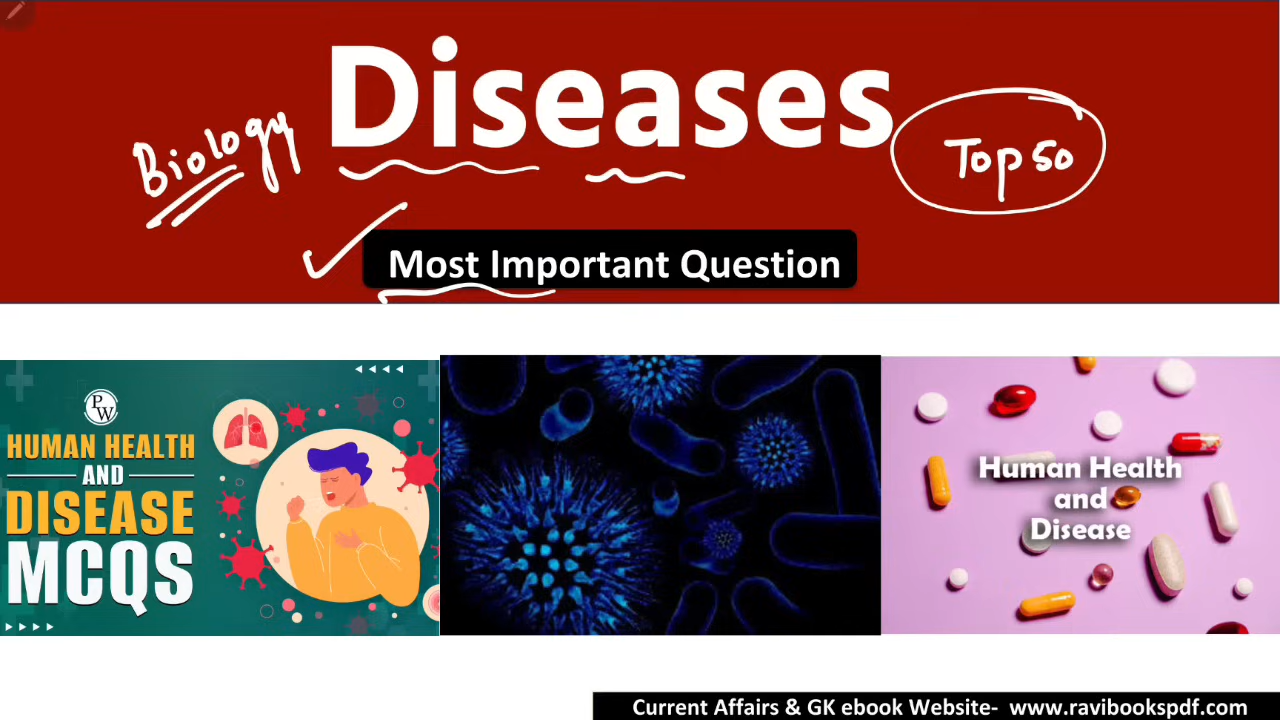 Diseases
Biology
Top 50
Most Important Question
PW
HUMAN HEALTH
AND
DISEASE
MCQS
Human Health
and
Disease
Current Affairs & GK ebook Website- www.ravibookspdf.com